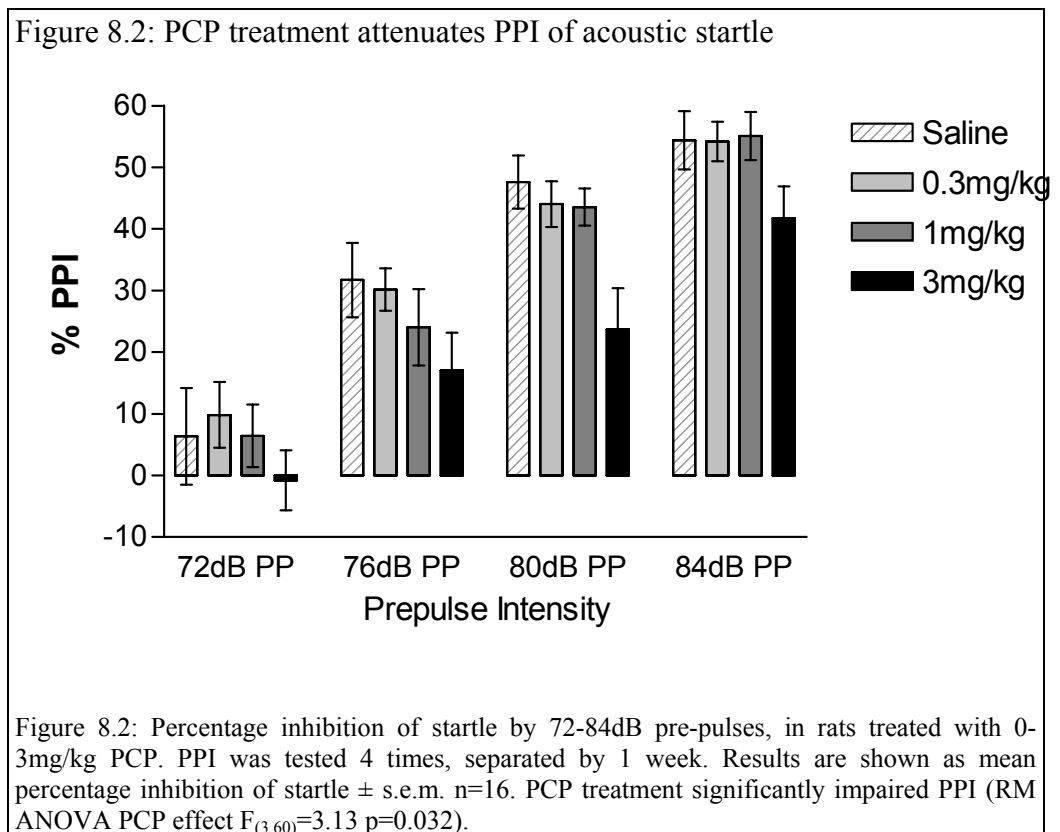 Figure 8.2: PCP treatment attenuates PPI of acoustic startle
60
50
40
30
20
10
0
-10
% PPI
Saline
0.3mg/kg
1mg/kg
3mg/kg
72dB PP 76dB PP 80dB PP 84dB PP
Prepulse Intensity
Figure 8.2: Percentage inhibition of startle by 72-84dB pre-pulses, in rats treated with 0-
3mg/kg PCP. PPI was tested 4 times, separated by 1 week. Results are shown as mean
percentage inhibition of startle ± s.e.m. n=16. PCP treatment significantly impaired PPI (RM
ANOVA PCP effect F(3,60)=3.13 p=0.032).